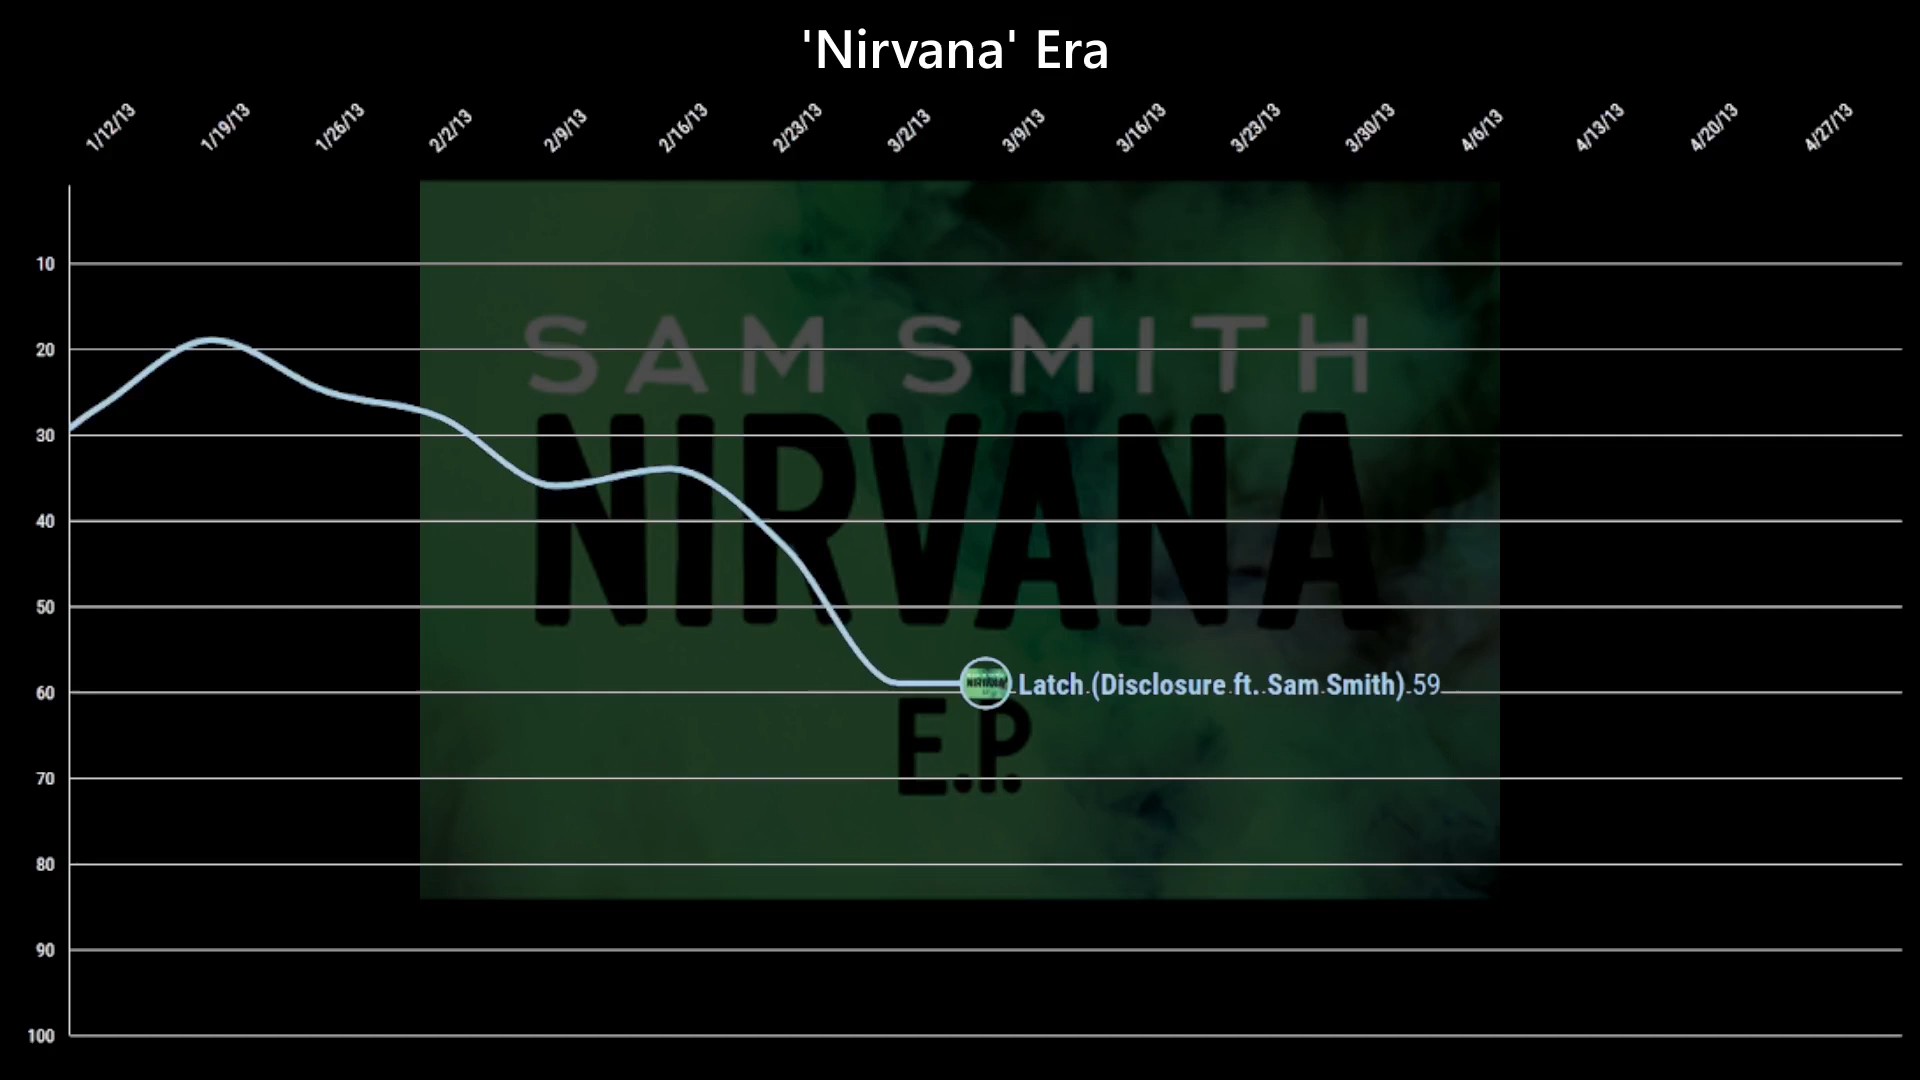 'Nirvana' Era
1/12/13 1/19/13 1/26/13 2/2/13 2/9/13 2/16/13 2/23/13 3/2/13 3/9/13 3/16/13 3/23/13 3/30/13 4/6/13 4/13/13 4/20/13 4/27/13
10
SAM SMITH
20
NIRVANA
30
40
50
NIRVANA
Latch (Disclosure ft. Sam Smith) 59
60
E.P.
70
80
90
100